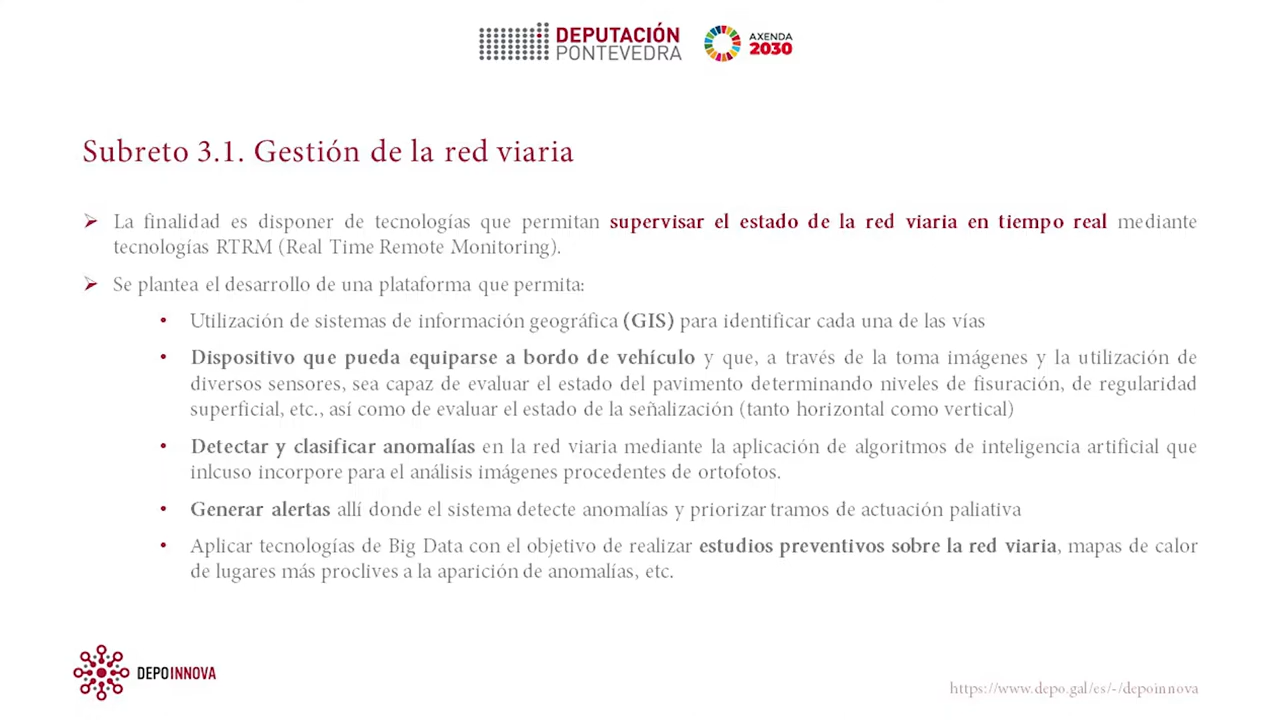 DEPUTACIÓN
PONTEVEDRA
AXENDA
2030
Subreto 3.1. Gestión de la red viaria
➢ La finalidad es disponer de tecnologías que permitan supervisar el estado de la red viaria en tiempo real mediante
tecnologías RTRM (Real Time Remote Monitoring).
➢ Se plantea el desarrollo de una plataforma que permita:
• Utilización de sistemas de información geográfica (GIS) para identificar cada una de las vías
• Dispositivo que pueda equiparse a bordo de vehículo y que, a través de la toma imágenes y la utilización de
diversos sensores, sea capaz de evaluar el estado del pavimento determinando niveles de fisuración, de regularidad
superficial, etc., así como de evaluar el estado de la señalización (tanto horizontal como vertical)
• Detectar y clasificar anomalías en la red viaria mediante la aplicación de algoritmos de inteligencia artificial que
inlcuso incorpore para el análisis imágenes procedentes de ortofotos.
• Generar alertas allí donde el sistema detecte anomalías y priorizar tramos de actuación paliativa
• Aplicar tecnologías de Big Data con el objetivo de realizar estudios preventivos sobre la red viaria, mapas de calor
de lugares más proclives a la aparición de anomalías, etc.
DEPOINNOVA
https://www.depo.gal/es/-/depoinnova